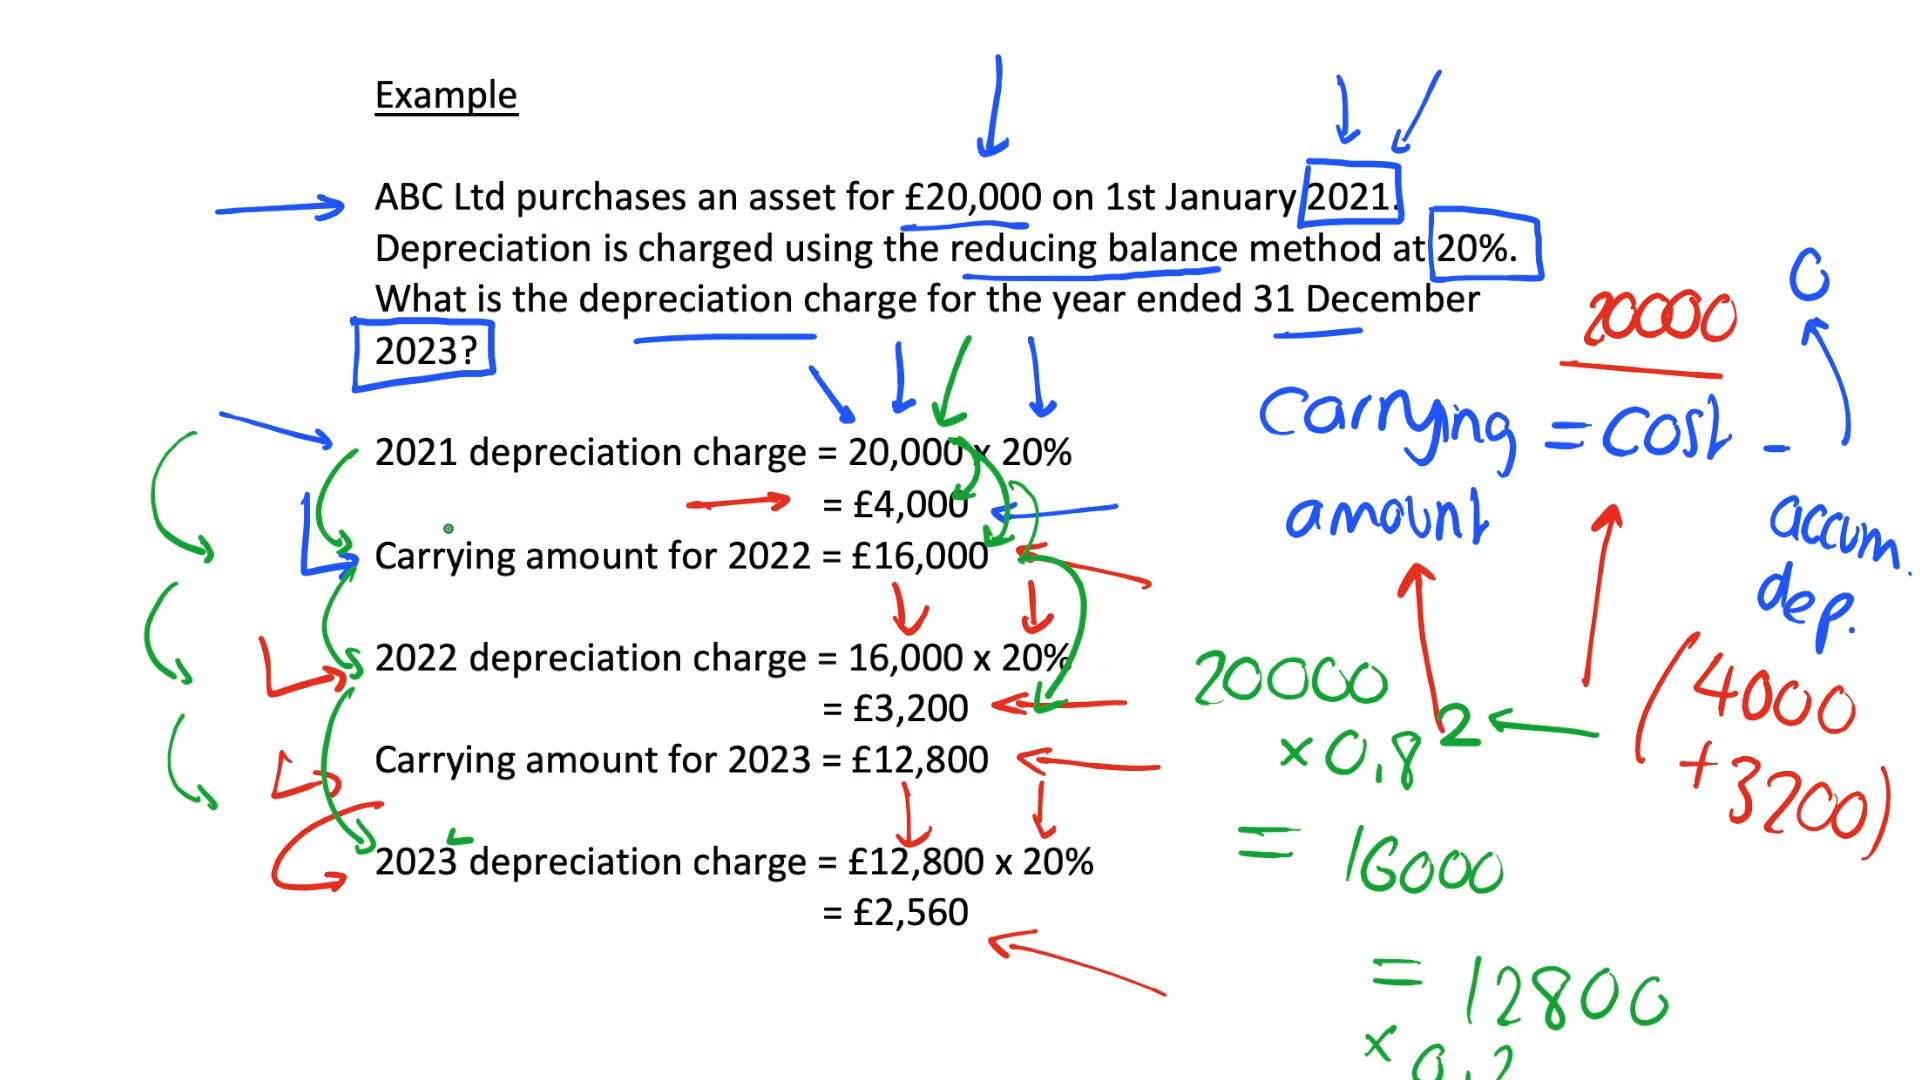 Example
ABC Ltd purchases an asset for £20,000 on 1st January 2021.
Depreciation is charged using the reducing balance method at 20%.
What is the depreciation charge for the year ended 31 December
2023?
2021 depreciation charge = 20,000 x 20%
= £4,000
Carrying amount for 2022 = £16,000
2022 depreciation charge = 16,000 x 20%
= £3,200
Carrying amount for 2023 = £12,800
2023 depreciation charge = £12,800 x 20%
= £2,560
20000
0
Carrying = cost -
amount
accum.
dep.
(4000
+3200)
20000
x 0.8 2
= 16000
= 12800
x 0.2